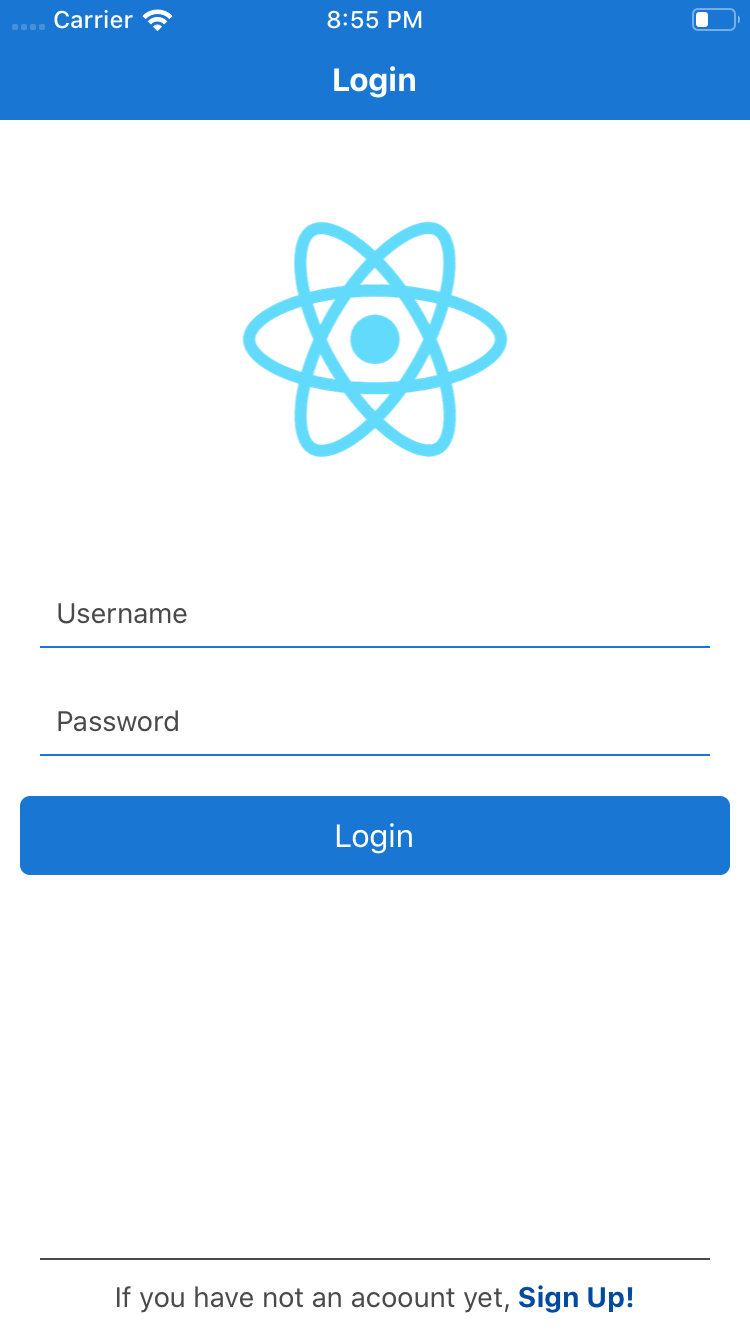 Carrier 8:55 PM
Login
Username
Password
Login
If you have not an acoount yet, Sign Up!